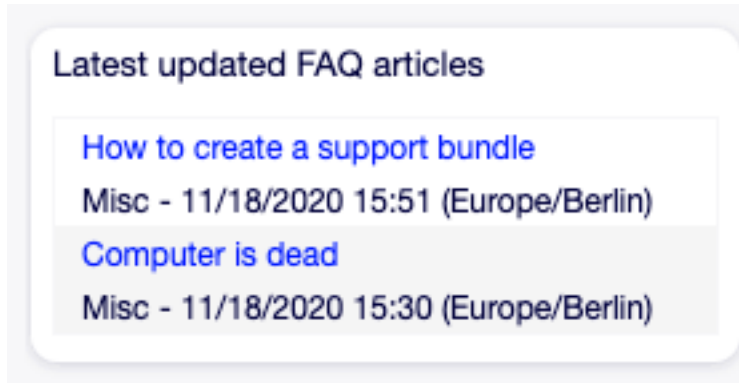 Latest updated FAQ articles
How to create a support bundle
Misc - 11/18/2020 15:51 (Europe/Berlin)
Computer is dead
Misc - 11/18/2020 15:30 (Europe/Berlin)